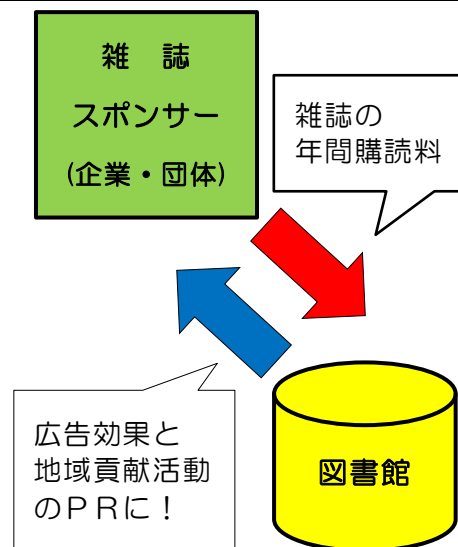 雑　誌
スポンサー
(企業・団体)
雑誌の
年間購読料
広告効果と
地域貢献活動
のＰＲに！
図書館